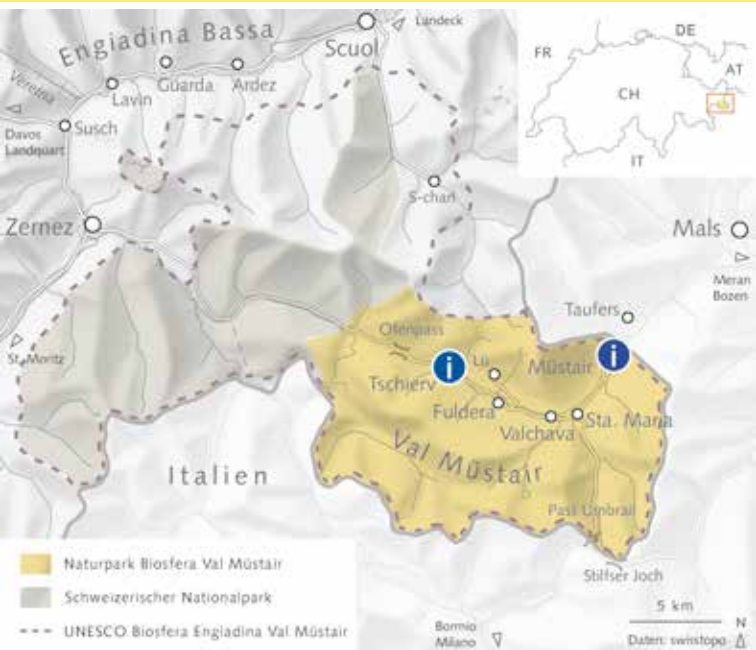 Engiadina Bassa
Landeck
Scuol
Vereina
Lavin
Guarda
Ardez
Davos
Landquart
Susch
S-charl
Zernez
St. Moritz
FR
DE
AT
CH
IT
Mals
Meran
Bozen
Taufers
Ofenpass
i
Lü
Müstair
i
Tschierv
Fuldera
Valchava
Sta. Maria
Val Müstair
Italien
Pass Umbrail
Stilfser Joch
Naturpark Biosfera Val Müstair
Schweizerischer Nationalpark
UNESCO Biosfera Engiadina Val Müstair
Bormio
Milano
5 km
N
Daten: swisstopo